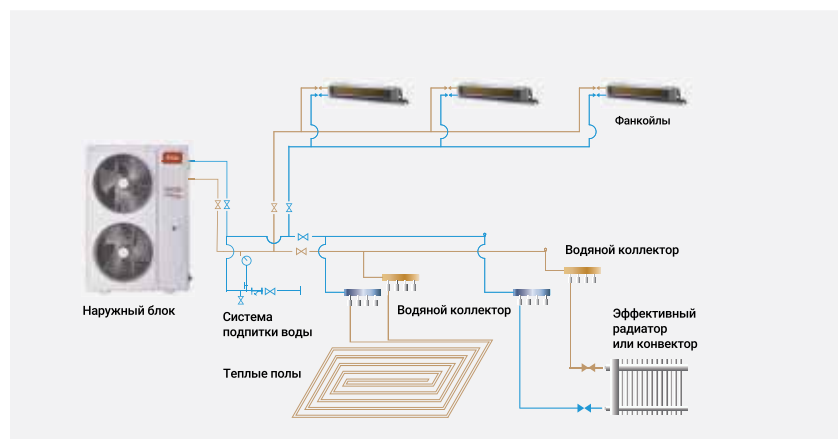 Фанкойлы
Водяной коллектор
Наружный блок
Водяной коллектор
Эффективный
радиатор
или конвектор
Система
подпитки воды
Теплые полы